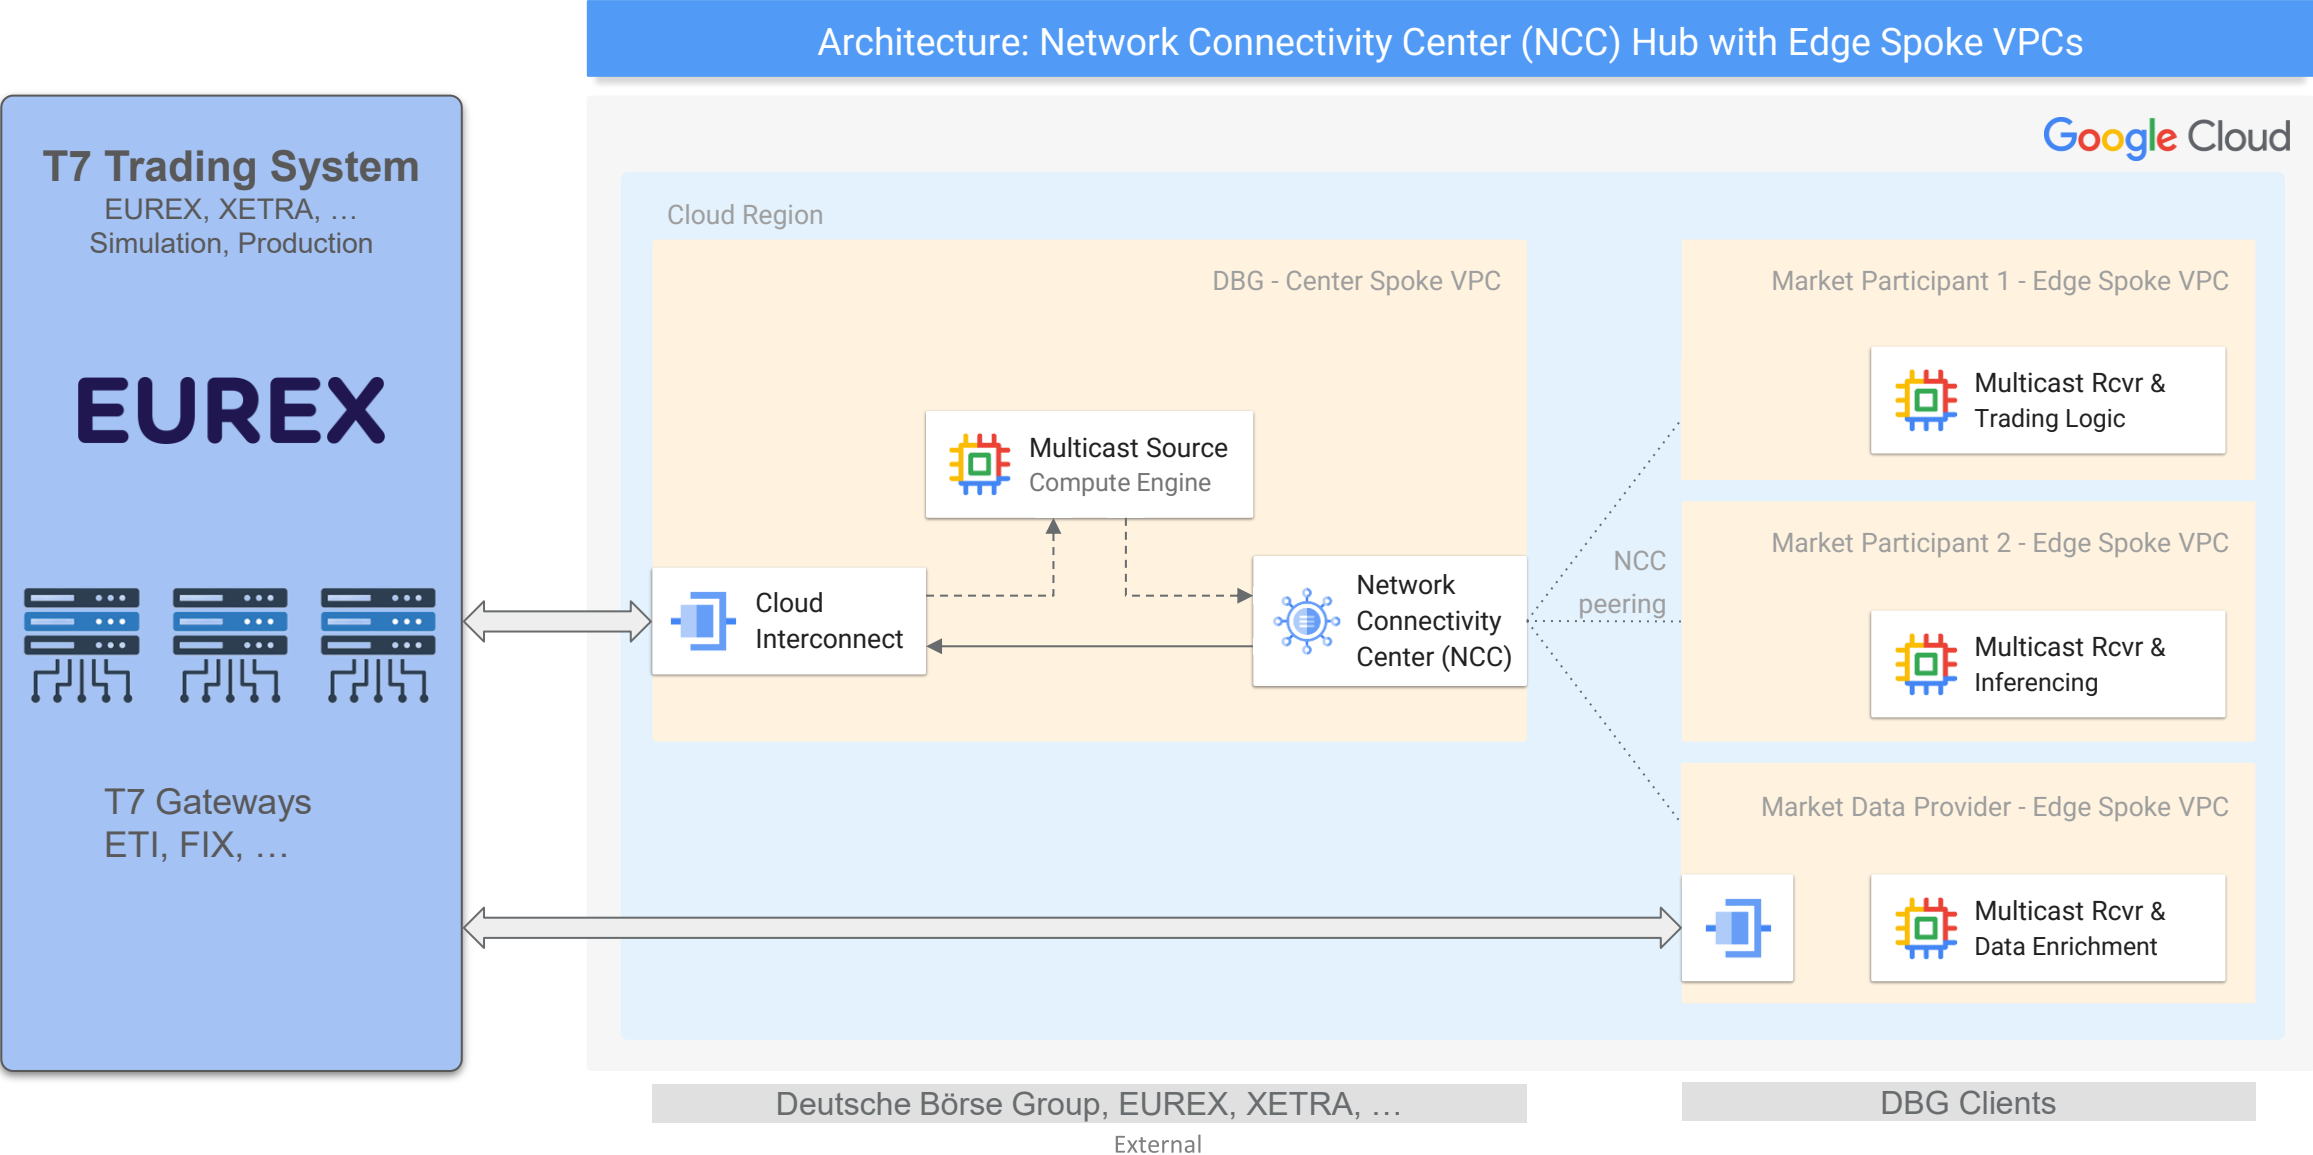 Architecture: Network Connectivity Center (NCC) Hub with Edge Spoke VPCs
T7 Trading System
EUREX, XETRA, …
Simulation, Production
EUREX
T7 Gateways
ETI, FIX, …
Google Cloud
Cloud Region
DBG - Center Spoke VPC
Multicast Source
Compute Engine
Cloud
Interconnect
Network
Connectivity
Center (NCC)
NCC
peering
Market Participant 1 - Edge Spoke VPC
Multicast Rcvr &
Trading Logic
Market Participant 2 - Edge Spoke VPC
Multicast Rcvr &
Inferencing
Market Data Provider - Edge Spoke VPC
Multicast Rcvr &
Data Enrichment
Deutsche Börse Group, EUREX, XETRA, …
External
DBG Clients